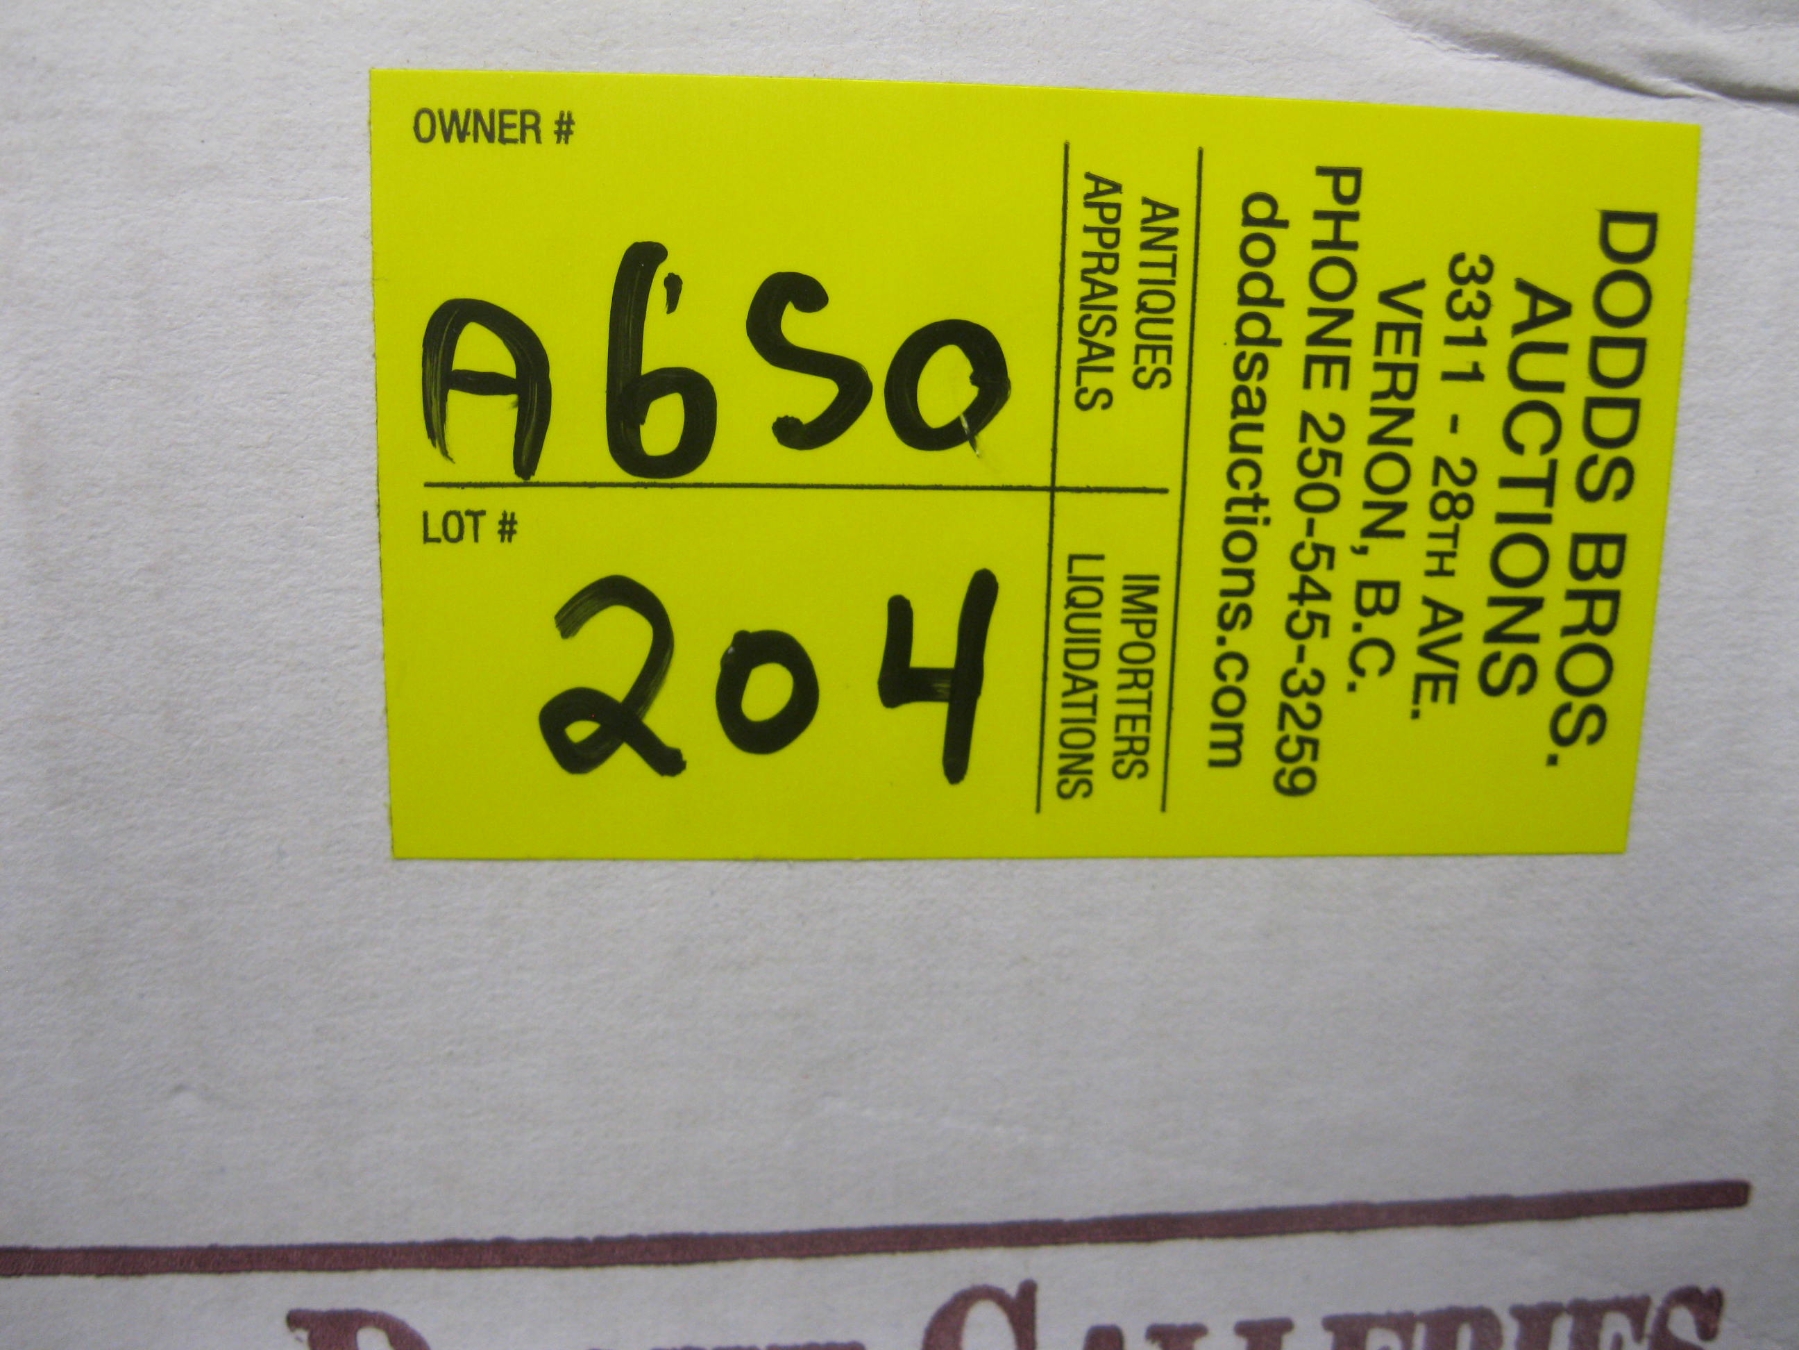 OWNER #
A650
LOT #
204
ANTIQUES
APPRAISALS
IMPORTERS
LIQUIDATIONS
DODDS BROS.
AUCTIONS
3311 - 28TH AVE.
VERNON, B.C.
PHONE 250-545-3259
doddsauctions.com
GALLERIES